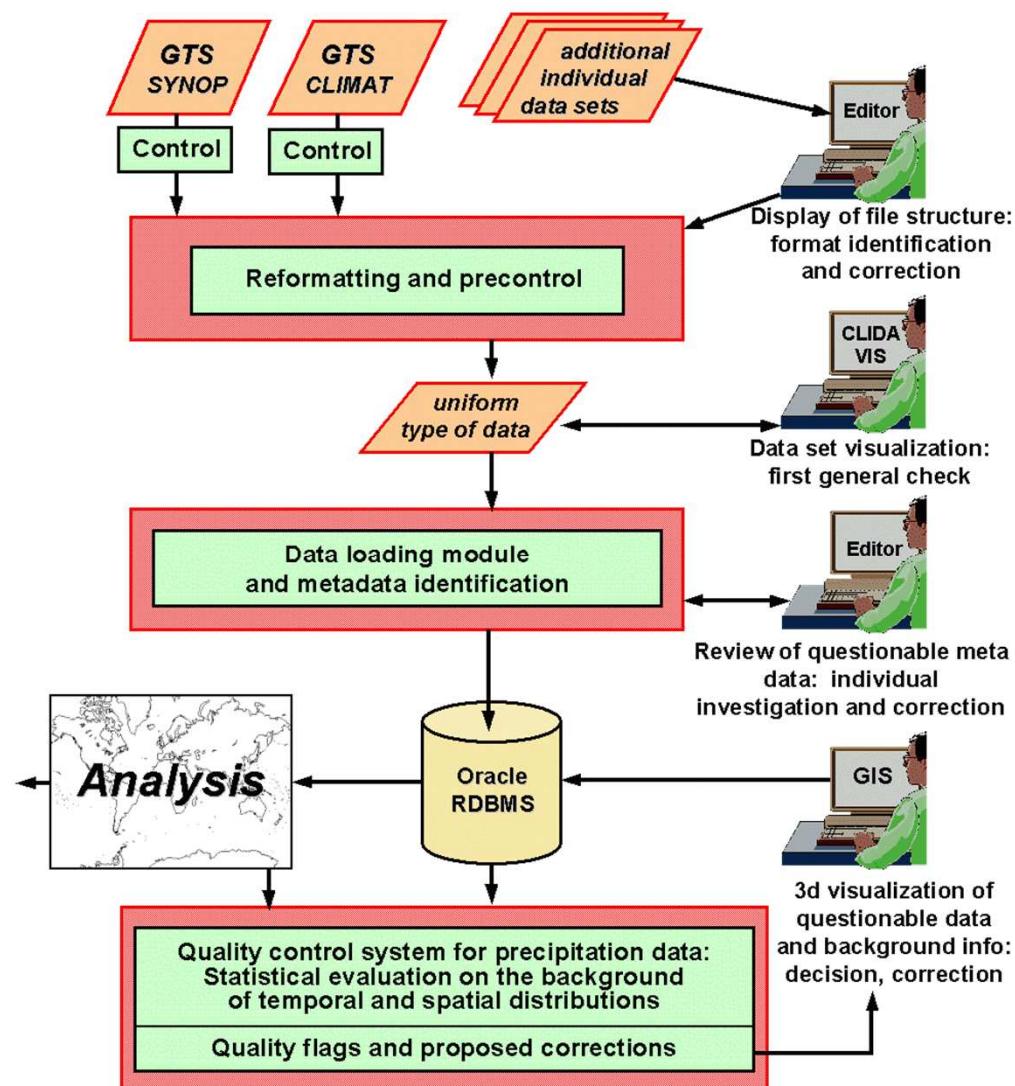 GTS
SYNOP
GTS
CLIMAT
additional
individual
data sets
Editor
Control
Control
Display of file structure:
format identification
and correction
Reformatting and precontrol
CLIDA
VIS
uniform
type of data
Data set visualization:
first general check
Data loading module
and metadata identification
Editor
Review of questionable meta
data: individual
investigation and correction
Analysis
Oracle
RDBMS
GIS
3d visualization of
questionable data
and background info:
decision, correction
Quality control system for precipitation data:
Statistical evaluation on the background
of temporal and spatial distributions
Quality flags and proposed corrections